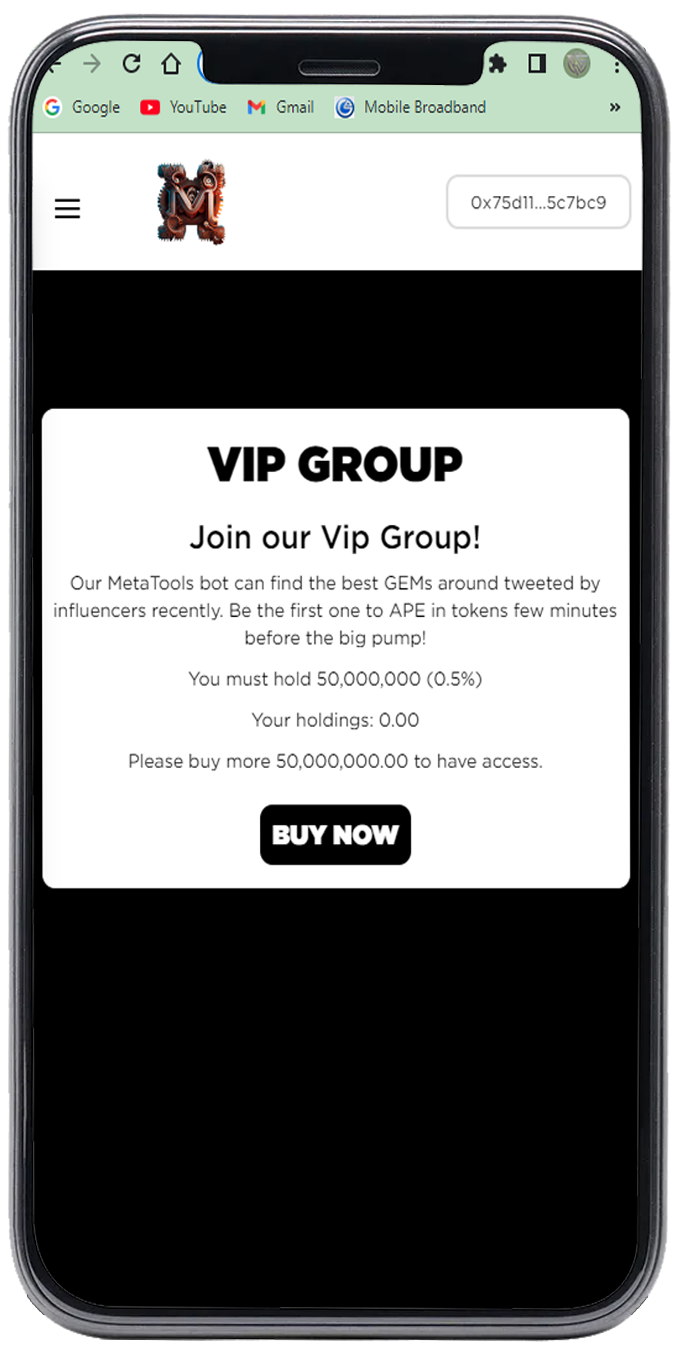 Google YouTube Gmail Mobile Broadband »
M
0x75d11...5c7bc9
VIP GROUP
Join our Vip Group!
Our MetaTools bot can find the best GEMs around tweeted by
influencers recently. Be the first one to APE in tokens few minutes
before the big pump!
You must hold 50,000,000 (0.5%)
Your holdings: 0.00
Please buy more 50,000,000.00 to have access.
BUY NOW